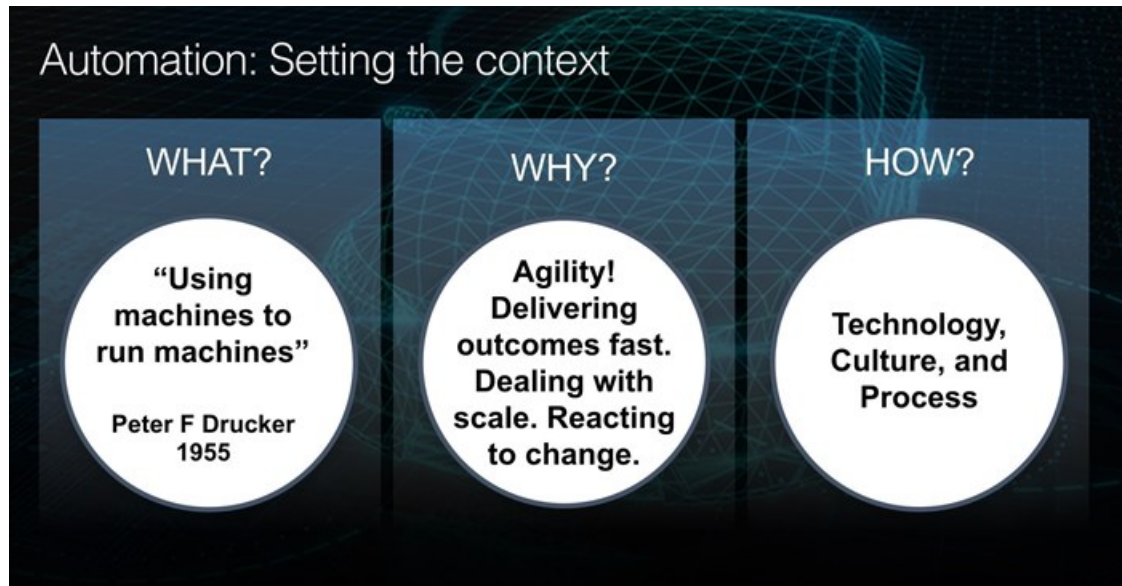 Automation: Setting the context
WHAT?
“Using
machines to
run machines”
Peter F Drucker
1955
WHY?
Agility!
Delivering
outcomes fast.
Dealing with
scale. Reacting
to change.
HOW?
Technology,
Culture, and
Process